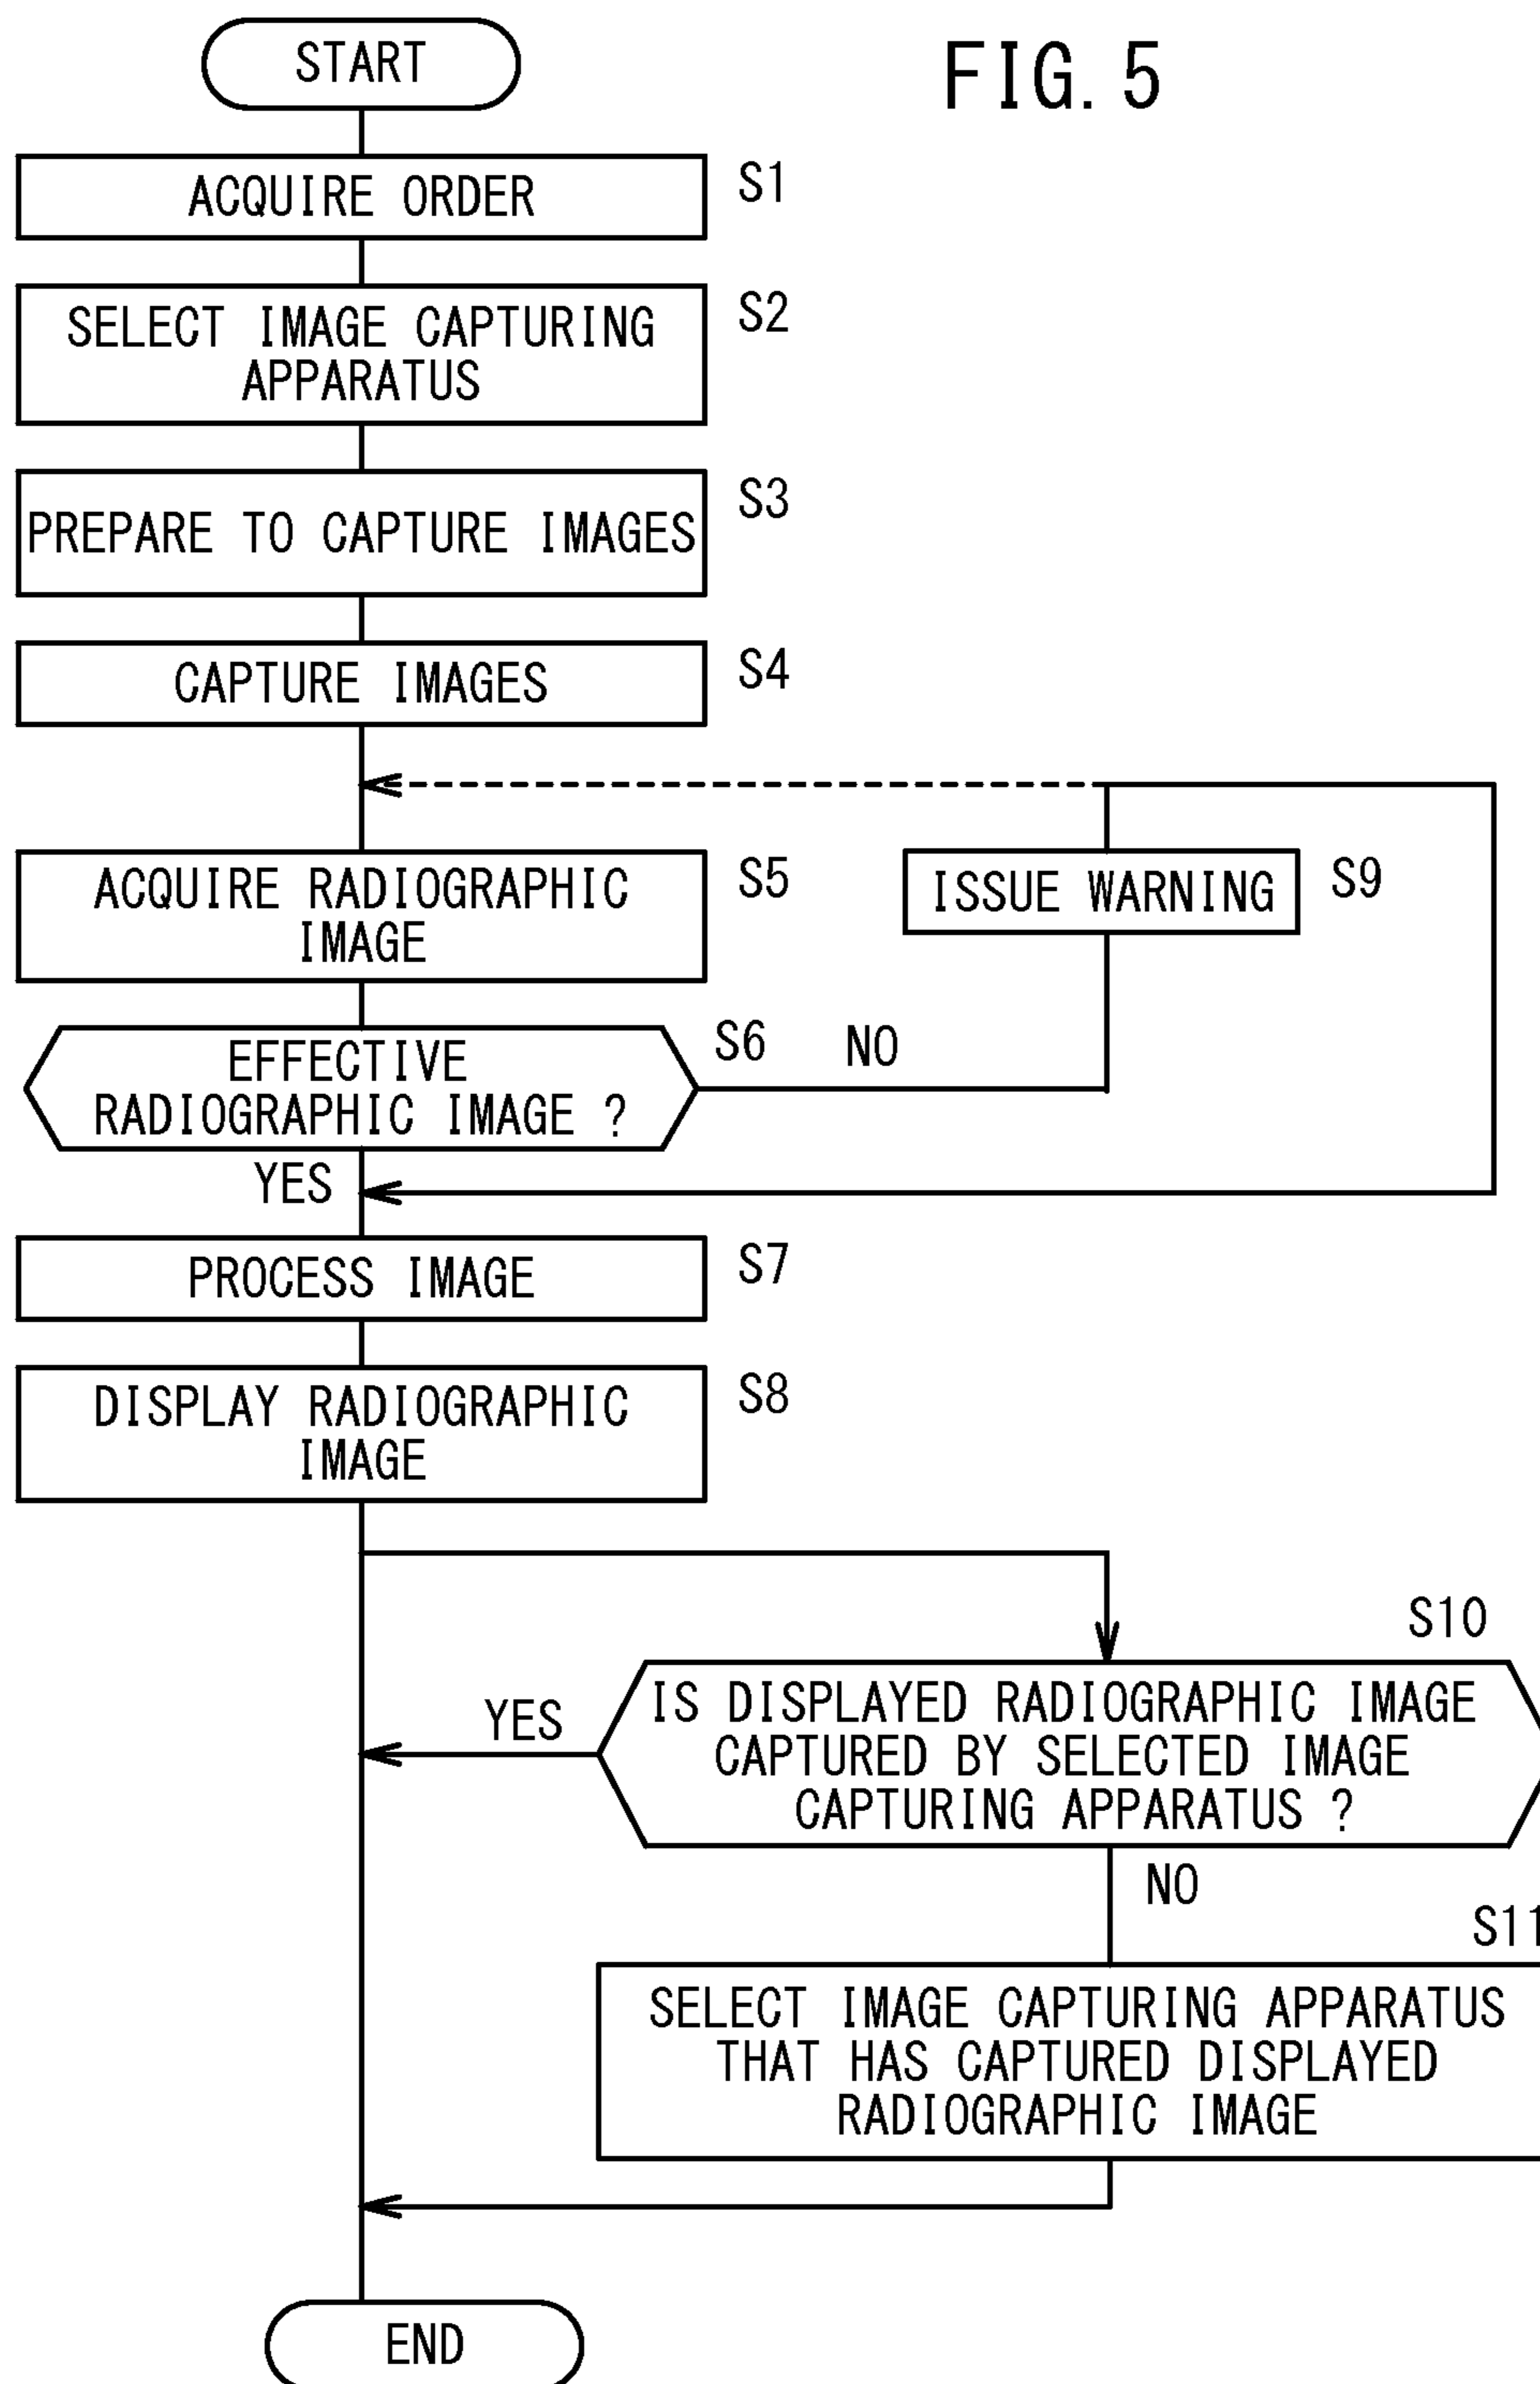 START
FIG. 5
ACQUIRE ORDER
S1
SELECT IMAGE CAPTURING
APPARATUS
S2
PREPARE TO CAPTURE IMAGES
S3
CAPTURE IMAGES
S4
ACQUIRE RADIOGRAPHIC
IMAGE
S5
ISSUE WARNING
S9
EFFECTIVE
RADIOGRAPHIC IMAGE ?
S6
NO
YES
PROCESS IMAGE
S7
DISPLAY RADIOGRAPHIC
IMAGE
S8
S10
IS DISPLAYED RADIOGRAPHIC IMAGE
CAPTURED BY SELECTED IMAGE
CAPTURING APPARATUS ?
YES
NO
S11
SELECT IMAGE CAPTURING APPARATUS
THAT HAS CAPTURED DISPLAYED
RADIOGRAPHIC IMAGE
END